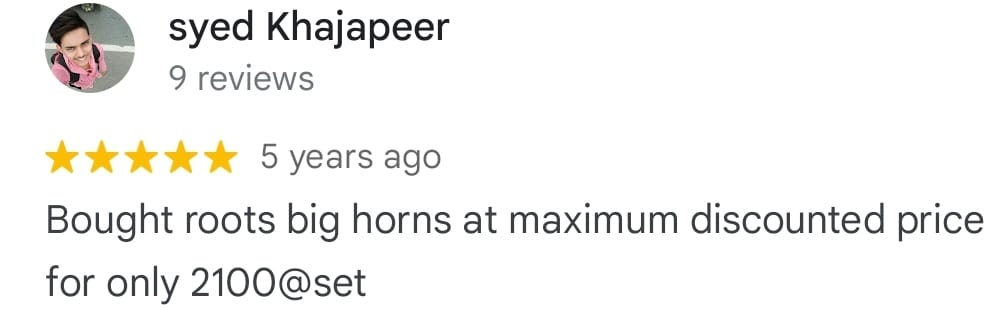 syed Khajapeer
9 reviews
5 years ago
Bought roots big horns at maximum discounted price
for only 2100@set